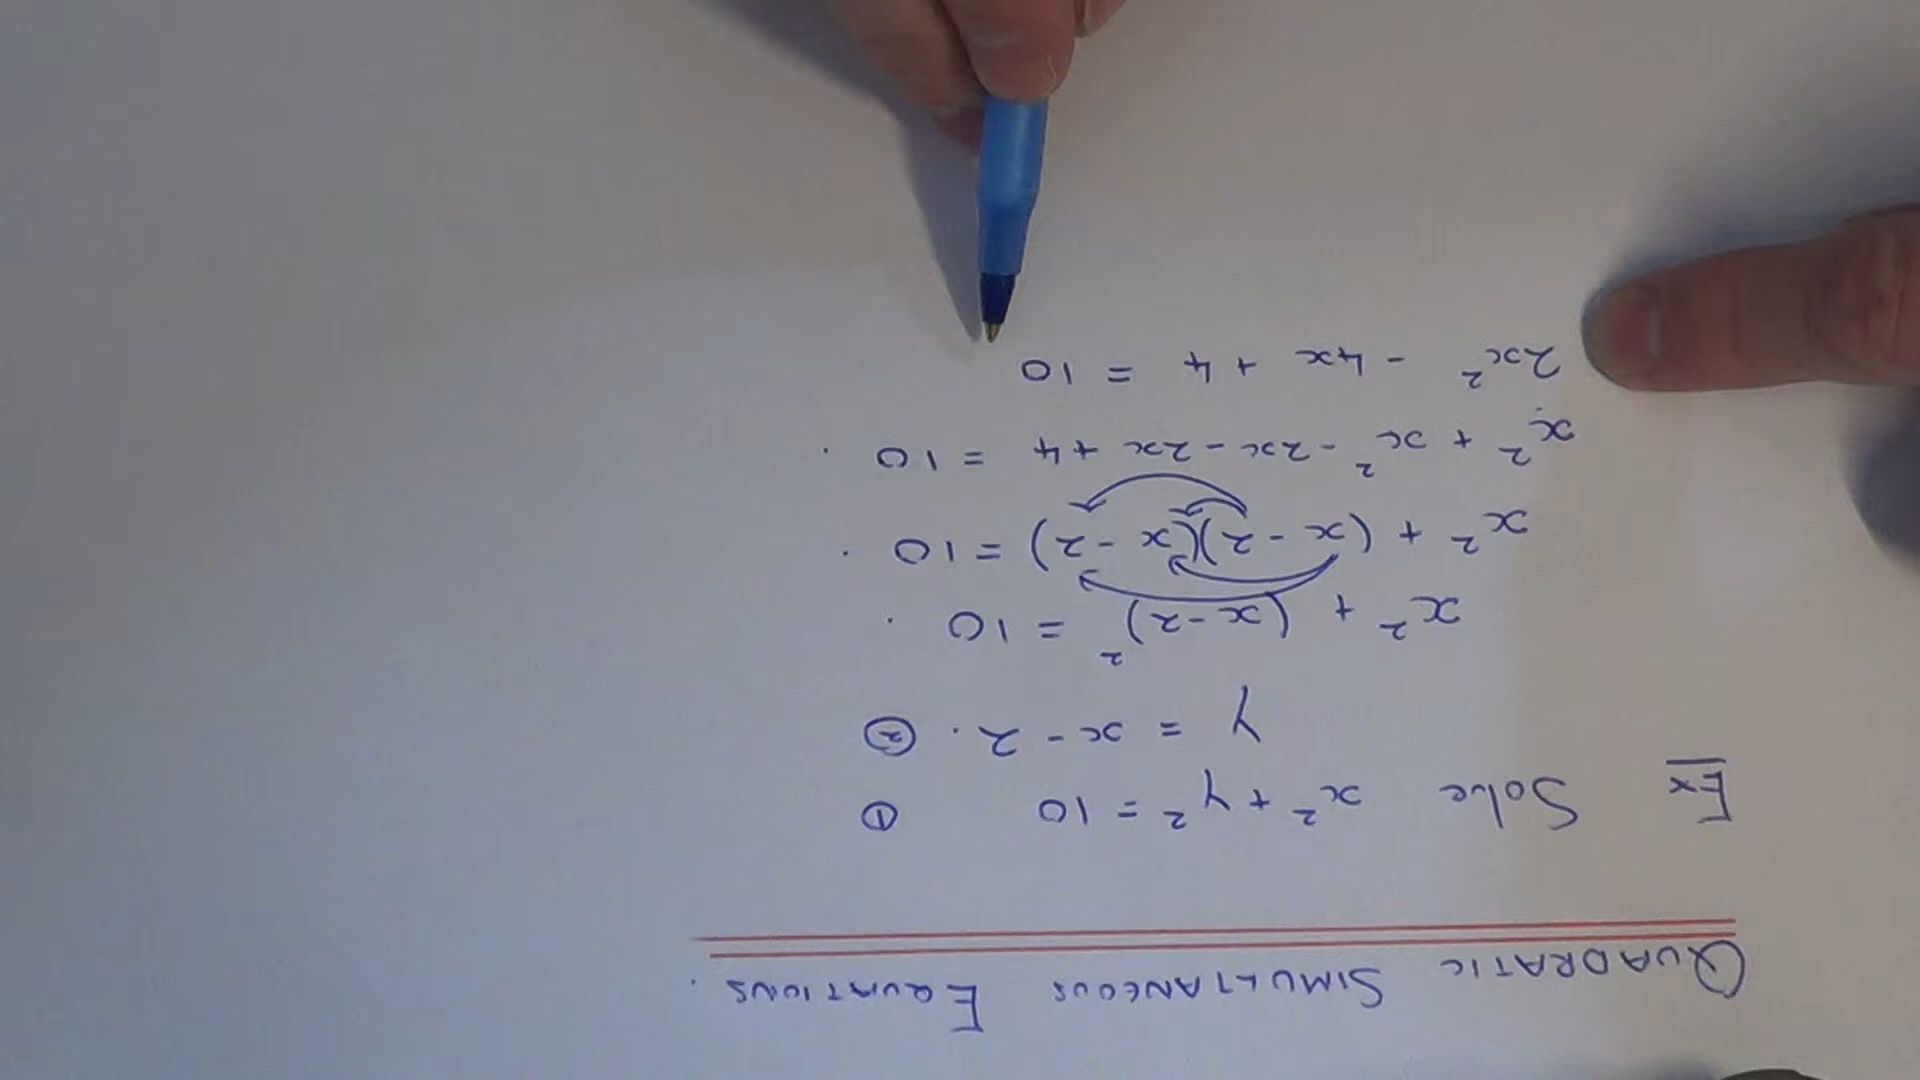 QUADRATIC SIMULTANEOUS EQUATIONS.
Ex Solve x² + y² = 10 ①
y = x - 2. ②
x² + (x-2)² = 10.
x² + (x-2)(x-2) = 10.
x² + x² - 2x - 2x + 4 = 10.
2x² - 4x + 4 = 10